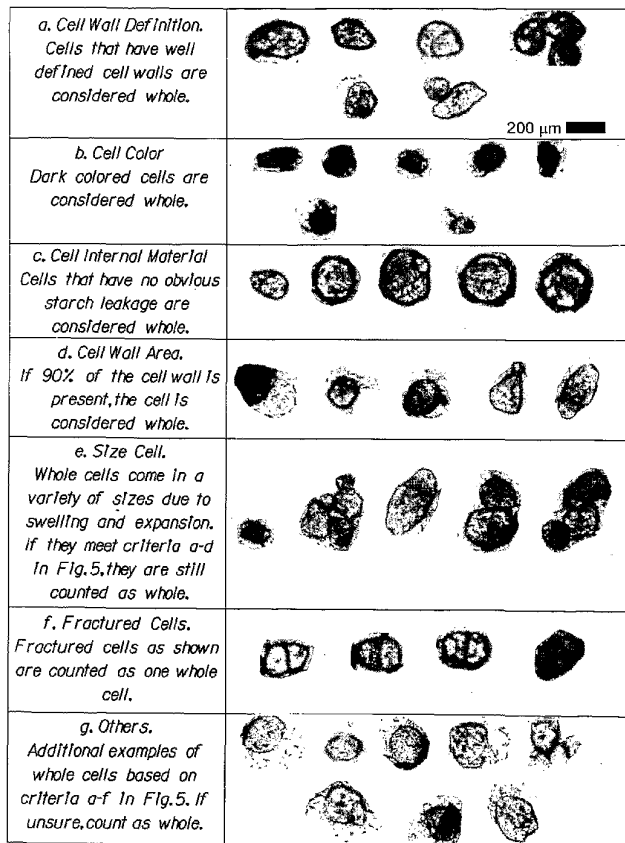 a. Cell Wall Definition.
Cells that have well
defined cell walls are
considered whole.
200 μm
b. Cell Color
Dark colored cells are
considered whole.
c. Cell Internal Material
Cells that have no obvious
starch leakage are
considered whole.
d. Cell Wall Area.
If 90% of the cell wall is
present, the cell is
considered whole.
e. Size Cell.
Whole cells come in a
variety of sizes due to
swelling and expansion.
If they meet criteria a-d
in Fig. 5, they are still
counted as whole.
f. Fractured Cells.
Fractured cells as shown
are counted as one whole
cell.
g. Others.
Additional examples of
whole cells based on
criteria a-f in Fig. 5. If
unsure, count as whole.